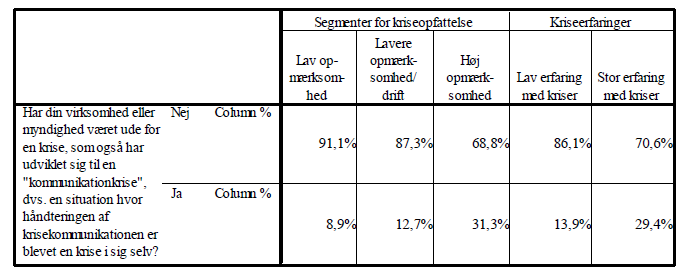 Segmenter for kriseopfattelse Kriseerfaringer
Lav op-
mærksom-
hed
Lavere
opmærk-
somhed/
drift
Høj
opmærk-
somhed
Lav erfaring
med kriser
Stor erfaring
med kriser
Har din virksomhed eller
myndighed været ude for
en krise, som også har
udviklet sig til en
"kommunikationkrise",
dvs. en situation hvor
håndteringen af
krisekommunikationen er
blevet en krise i sig selv?
Nej Column %
91,1% 87,3% 68,8% 86,1% 70,6%
Ja Column %
8,9% 12,7% 31,3% 13,9% 29,4%